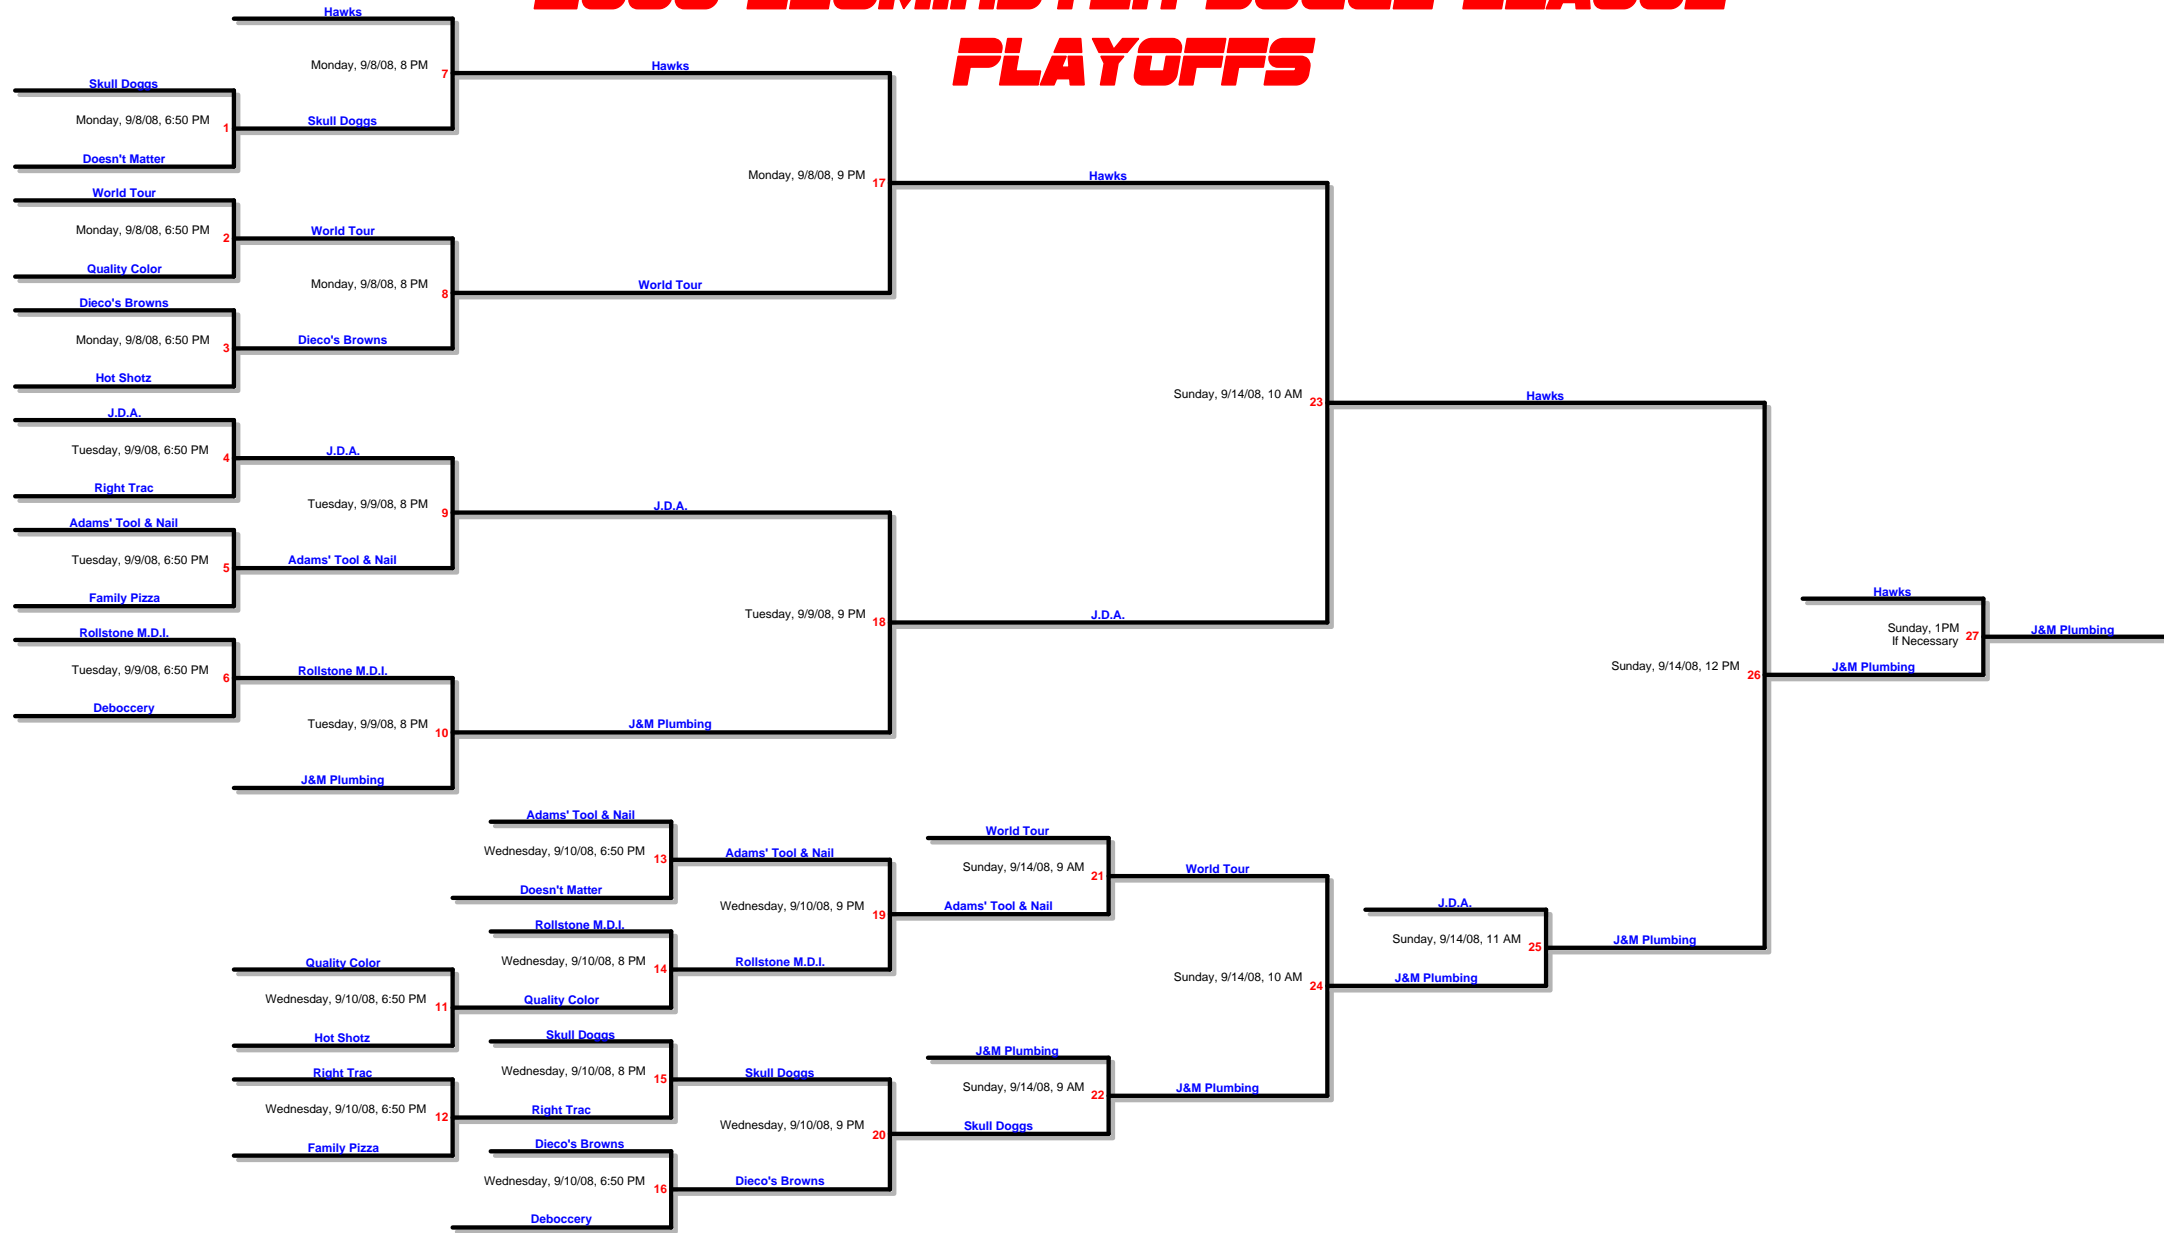 PLAYOFFS
Hawks
Monday, 9/8/08, 8 PM
7
Hawks
Skull Doggs
Monday, 9/8/08, 6:50 PM
1
Skull Doggs
Doesn't Matter
World Tour
Monday, 9/8/08, 6:50 PM
2
World Tour
Quality Color
Monday, 9/8/08, 8 PM
8
World Tour
Dieco's Browns
Monday, 9/8/08, 6:50 PM
3
Dieco's Browns
Hot Shotz
Monday, 9/8/08, 9 PM
17
Hawks
J.D.A.
Tuesday, 9/9/08, 6:50 PM
4
J.D.A.
Right Trac
Tuesday, 9/9/08, 8 PM
9
J.D.A.
Adams' Tool & Nail
Tuesday, 9/9/08, 6:50 PM
5
Adams' Tool & Nail
Family Pizza
Rollstone M.D.I.
Tuesday, 9/9/08, 6:50 PM
6
Rollstone M.D.I.
Deboccery
Tuesday, 9/9/08, 8 PM
10
J&M Plumbing
J&M Plumbing
Tuesday, 9/9/08, 9 PM
18
J.D.A.
Sunday, 9/14/08, 10 AM
23
Hawks
Sunday, 9/14/08, 12 PM
26
J&M Plumbing
Hawks
Sunday, 1PM
If Necessary
27
J&M Plumbing
Adams' Tool & Nail
Wednesday, 9/10/08, 6:50 PM
13
Adams' Tool & Nail
Doesn't Matter
Wednesday, 9/10/08, 9 PM
19
Adams' Tool & Nail
Rollstone M.D.I.
Wednesday, 9/10/08, 8 PM
14
Rollstone M.D.I.
Quality Color
Quality Color
Wednesday, 9/10/08, 6:50 PM
11
Hot Shotz
World Tour
Sunday, 9/14/08, 9 AM
21
World Tour
Sunday, 9/14/08, 10 AM
24
J&M Plumbing
J.D.A.
Sunday, 9/14/08, 11 AM
25
J&M Plumbing
Skull Doggs
Wednesday, 9/10/08, 8 PM
15
Skull Doggs
Right Trac
Right Trac
Wednesday, 9/10/08, 6:50 PM
12
Family Pizza
Wednesday, 9/10/08, 9 PM
20
Skull Doggs
J&M Plumbing
Sunday, 9/14/08, 9 AM
22
J&M Plumbing
Dieco's Browns
Wednesday, 9/10/08, 6:50 PM
16
Dieco's Browns
Deboccery